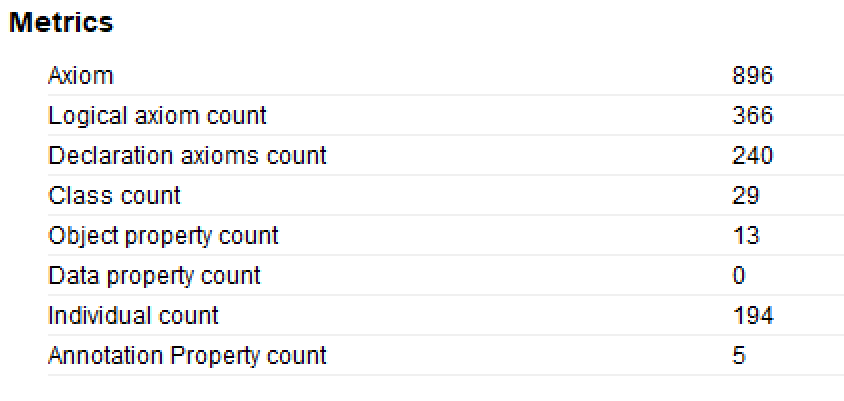 Metrics
Axiom 896
Logical axiom count 366
Declaration axioms count 240
Class count 29
Object property count 13
Data property count 0
Individual count 194
Annotation Property count 5